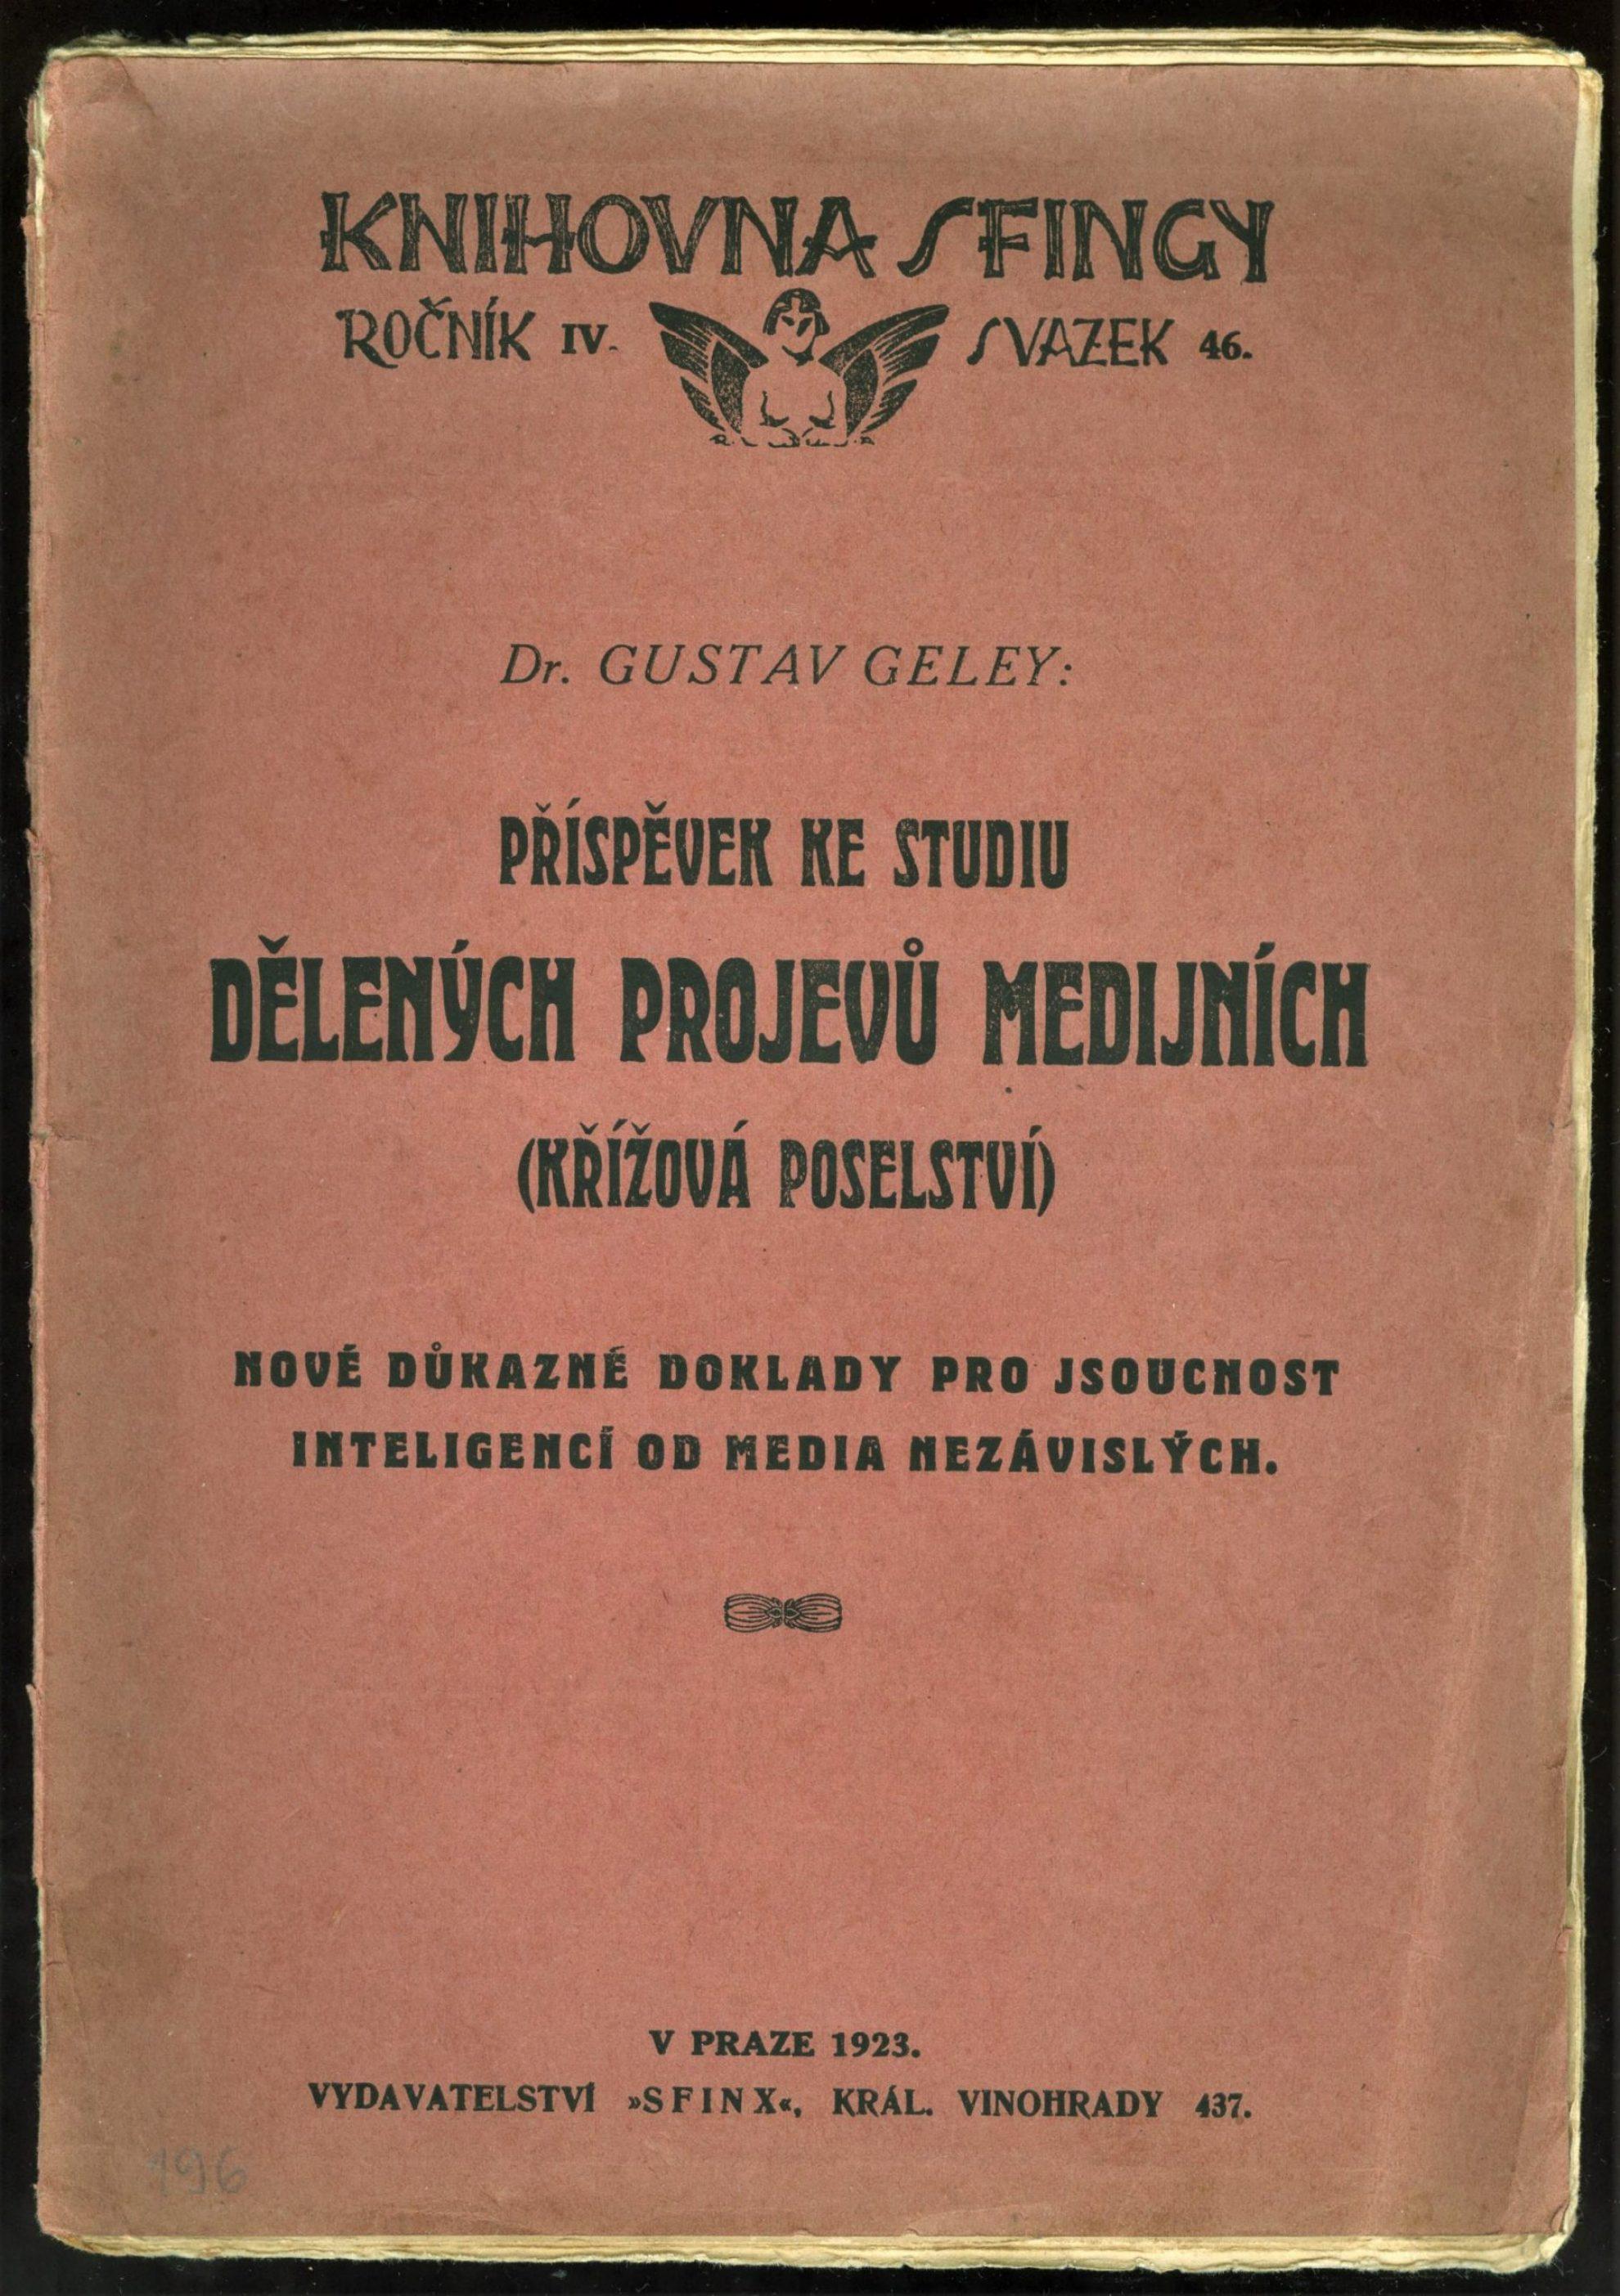 KNIHOVNA SFINGY
ROČNÍK IV. SVAZEK 46.
Dr. GUSTAV GELEY:
PŘÍSPĚVEK KE STUDIU
DĚLENÝCH PROJEVŮ MEDIJNÍCH
(KŘÍŽOVÁ POSELSTVÍ)
NOVÉ DŮKAZNÉ DOKLADY PRO JSOUCNOST
INTELIGENCÍ OD MEDIA NEZÁVISLÝCH.
V PRAZE 1923.
VYDAVATELSTVÍ »SFINX«, KRÁL. VINOHRADY 437.
196